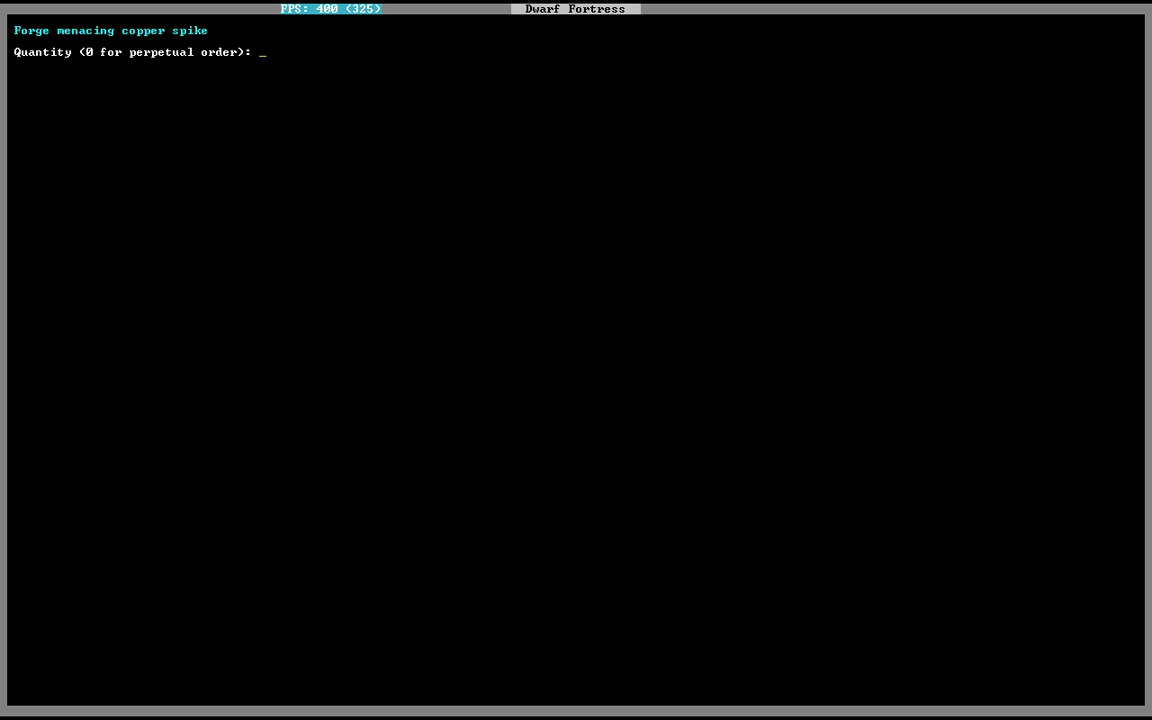 FPS: 400 (325) Dwarf Fortress
Forge menacing copper spike
Quantity (0 for perpetual order): _